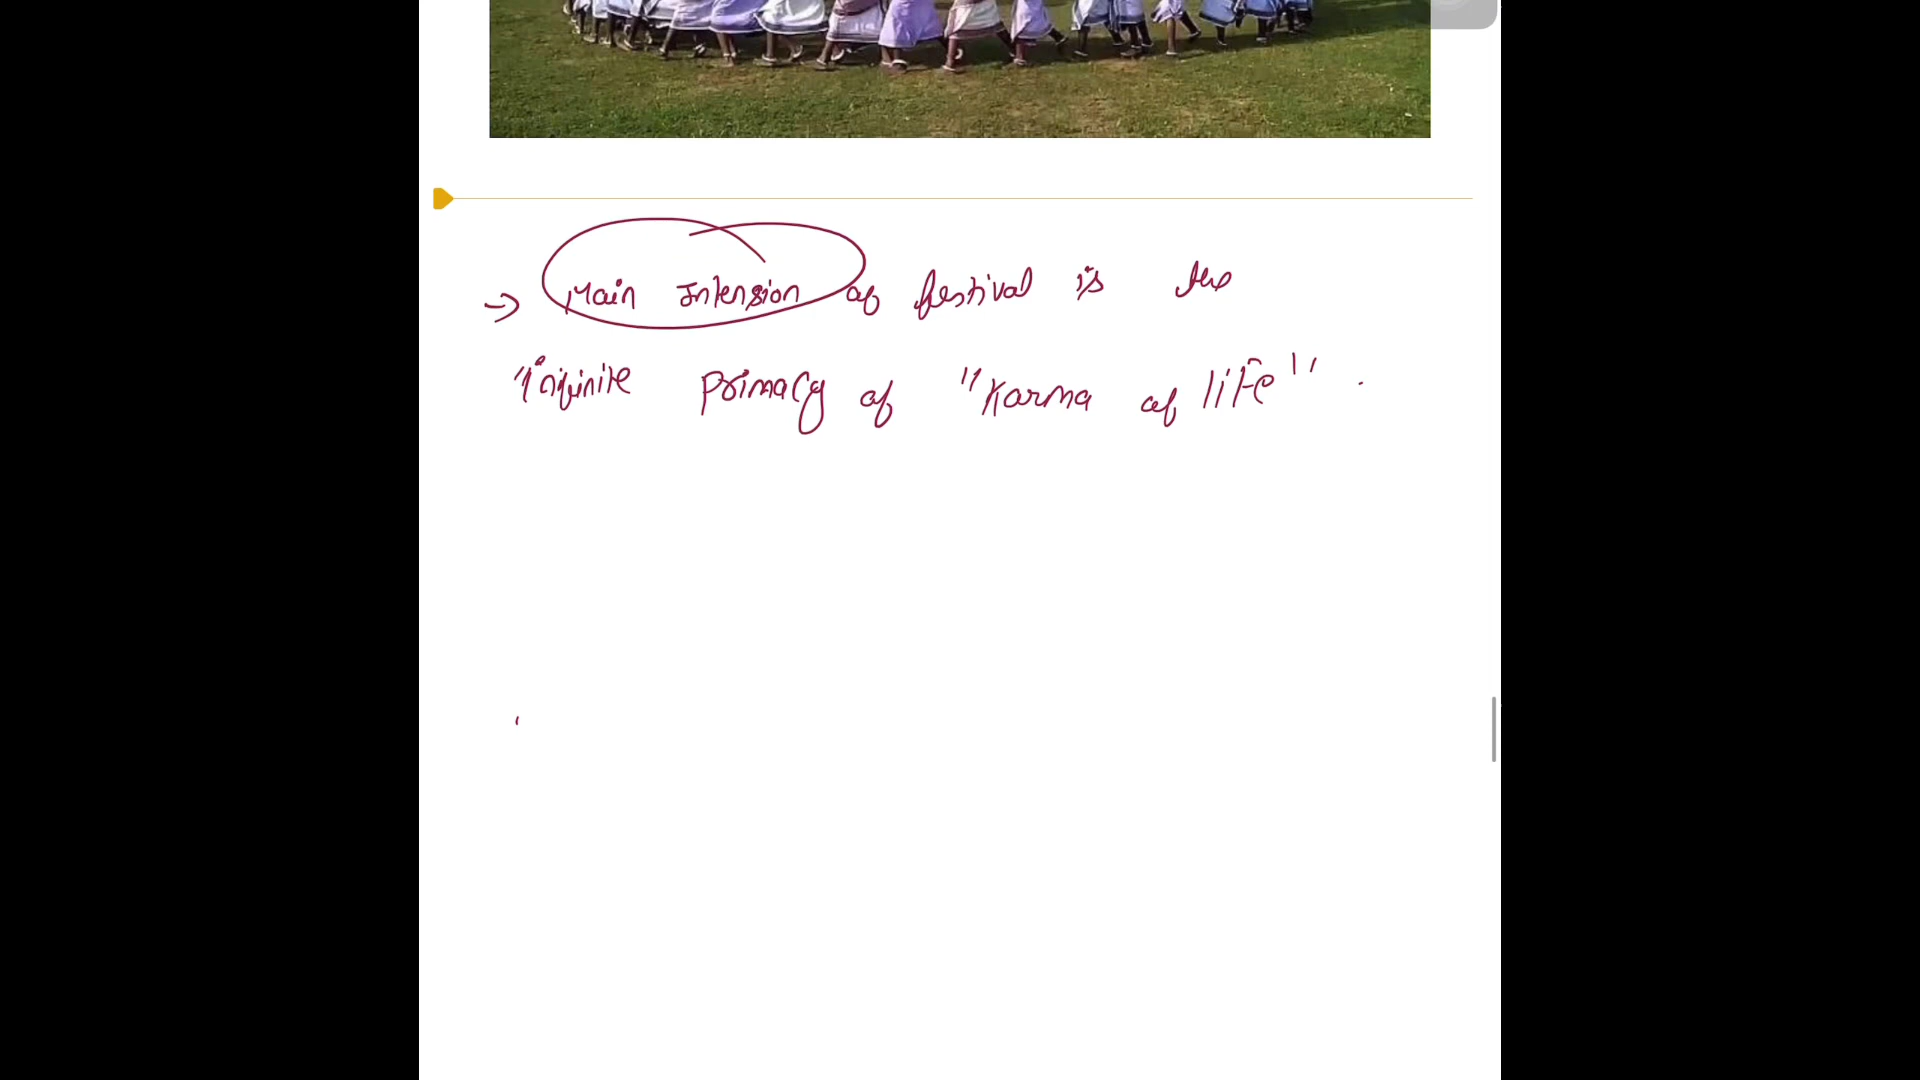 → Main Intension of festival is the
"infinite primacy of "Karma of life".